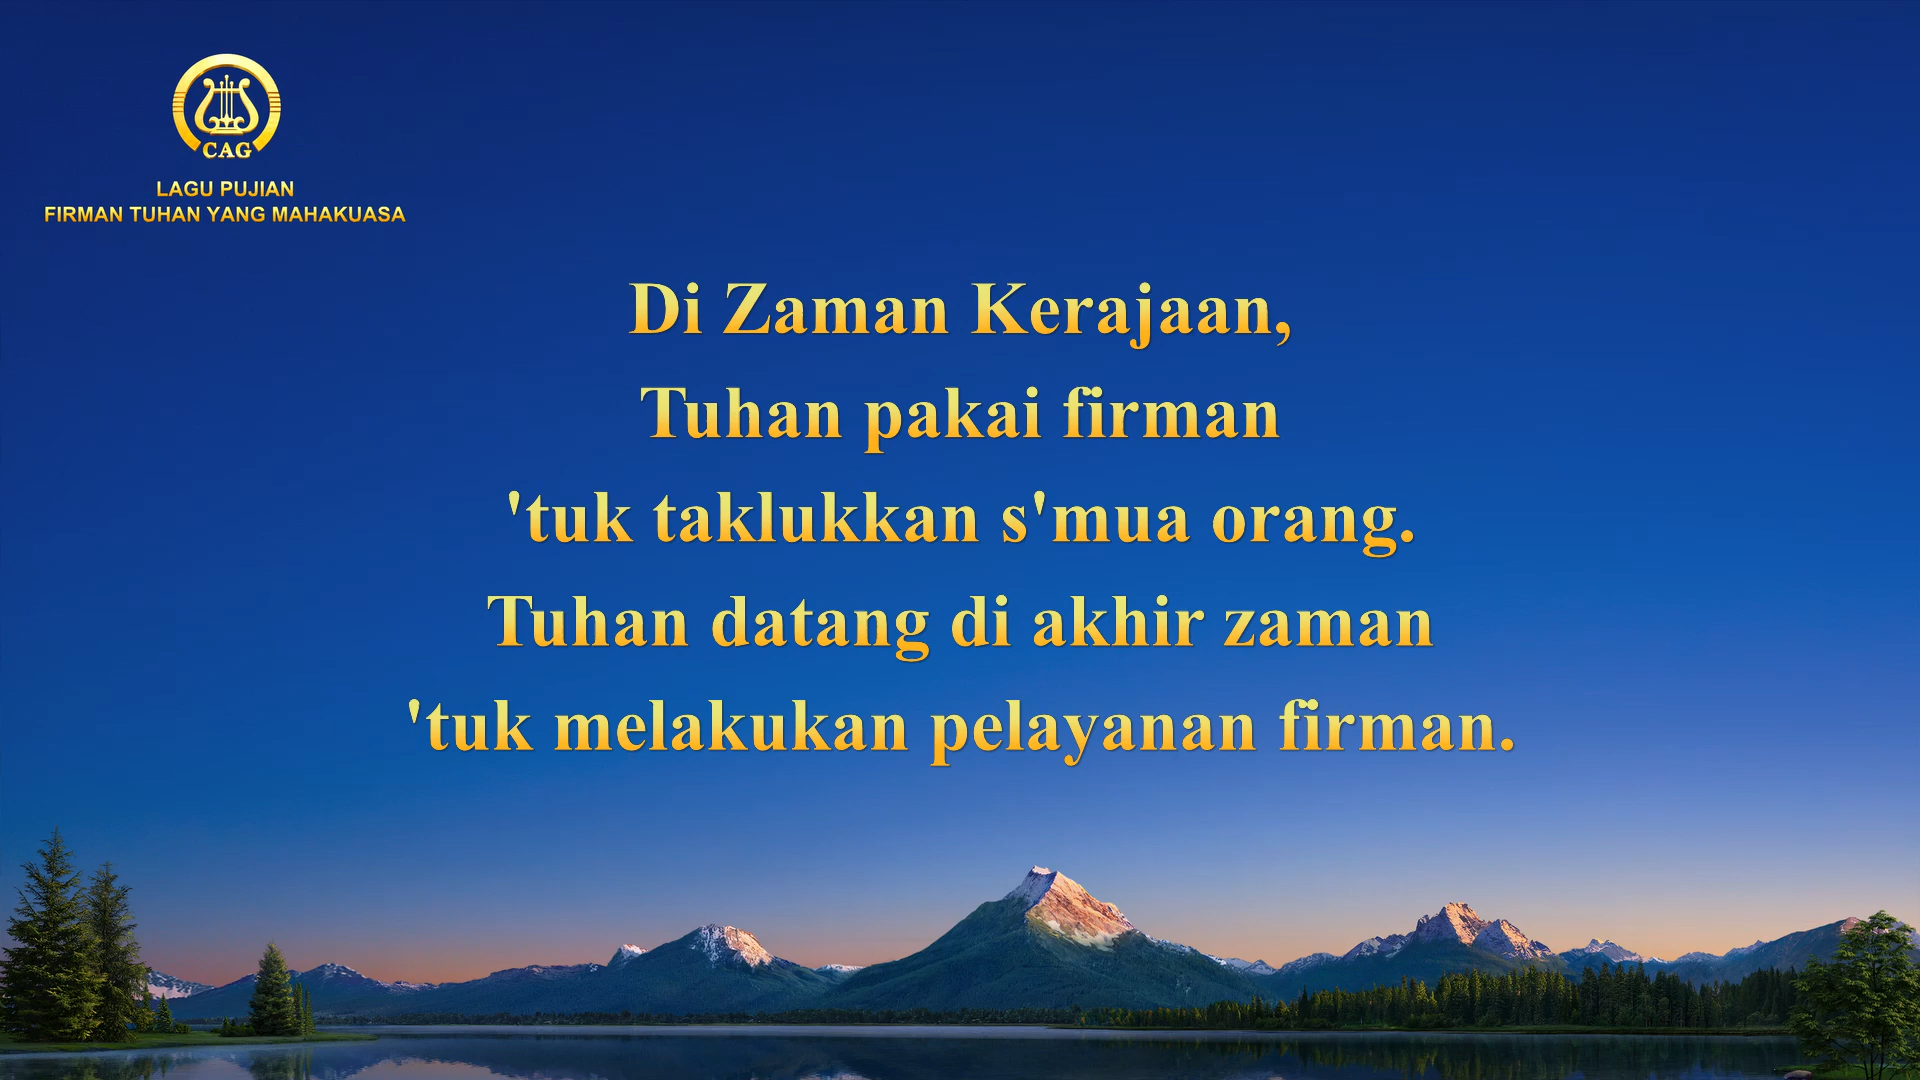 CAG
LAGU PUJIAN
FIRMAN TUHAN YANG MAHAKUASA
Di Zaman Kerajaan,
Tuhan pakai firman
'tuk taklukkan s'mua orang.
Tuhan datang di akhir zaman
'tuk melakukan pelayanan firman.